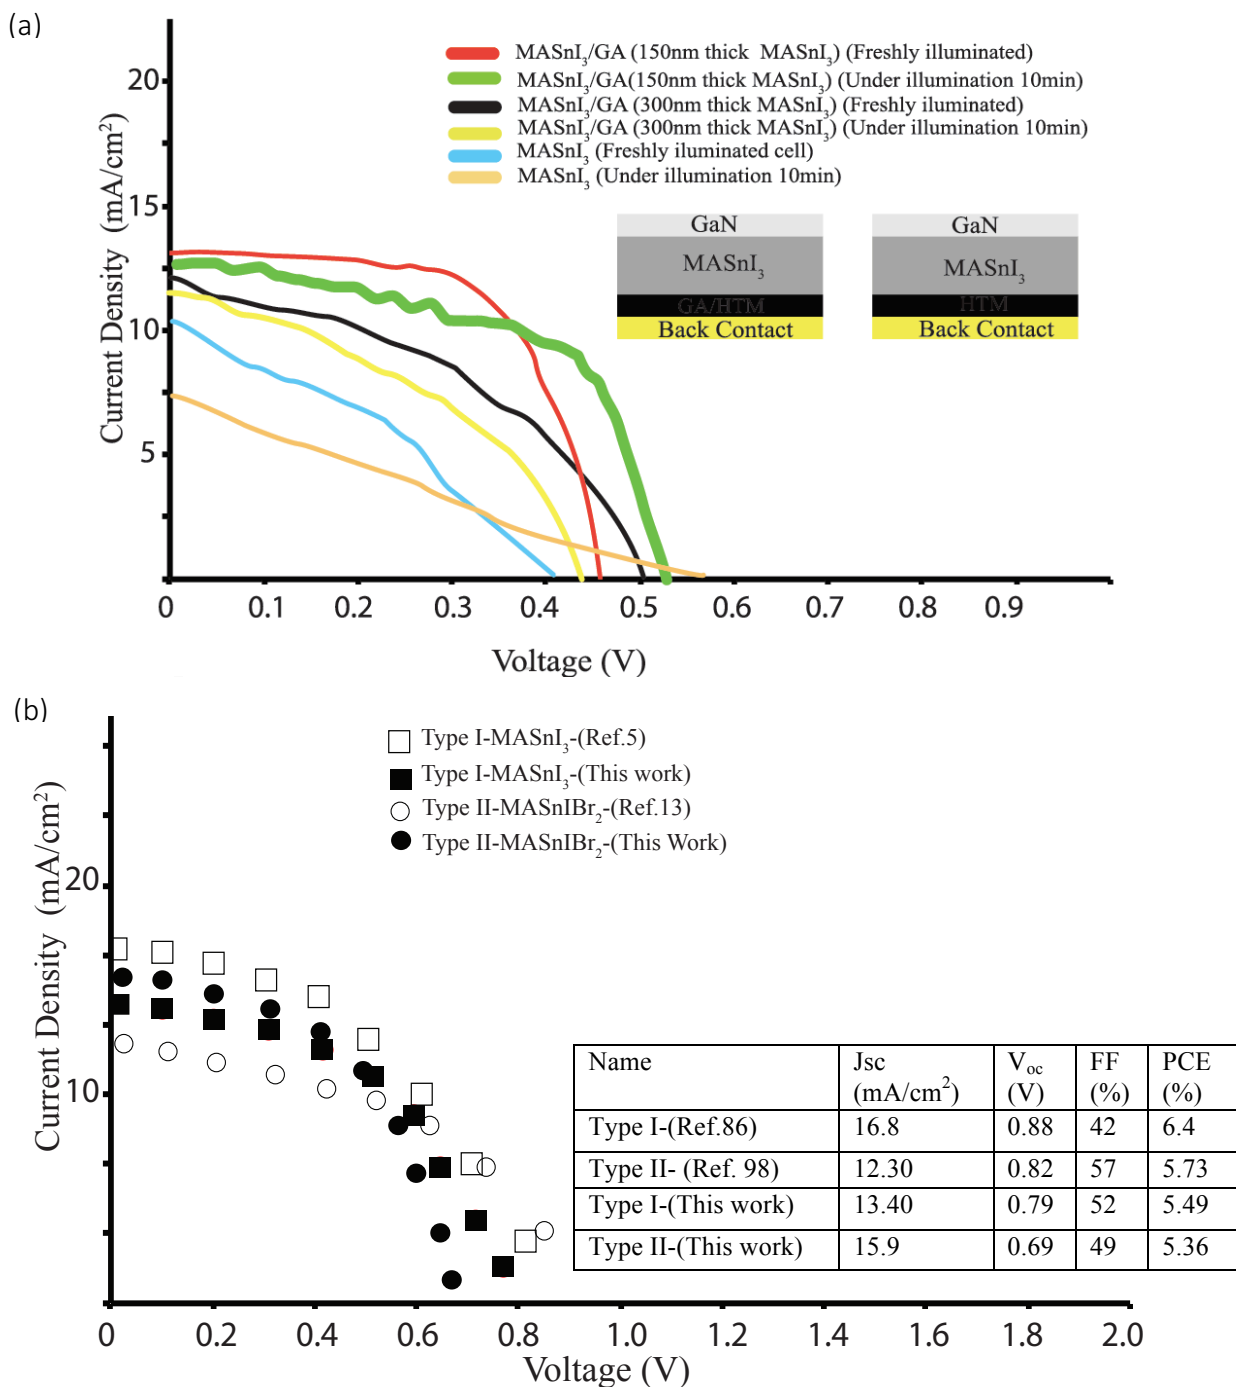 (a)
MASnI₃/GA (150nm thick MASnI₃) (Freshly illuminated)
MASnI₃/GA(150nm thick MASnI₃) (Under illumination 10min)
MASnI₃/GA (300nm thick MASnI₃) (Freshly iluminated)
MASnI₃/GA (300nm thick MASnI₃) (Under illumination 10min)
MASnI₃ (Freshly iluminated cell)
MASnI₃ (Under illumination 10min)
20
15
10
5
Current Density (mA/cm²)
GaN
MASnI₃
GA/HTM
Back Contact
GaN
MASnI₃
HTM
Back Contact
0 0.1 0.2 0.3 0.4 0.5 0.6 0.7 0.8 0.9
Voltage (V)
(b)
Type I-MASnI₃-(Ref.5)
Type I-MASnI₃-(This work)
Type II-MASnIBr₂-(Ref.13)
Type II-MASnIBr₂-(This Work)
20
10
Current Density (mA/cm²)
Name Jsc (mA/cm²) V_oc (V) FF (%) PCE (%)
Type I-(Ref.86) 16.8 0.88 42 6.4
Type II- (Ref. 98) 12.30 0.82 57 5.73
Type I-(This work) 13.40 0.79 52 5.49
Type II-(This work) 15.9 0.69 49 5.36
0 0.2 0.4 0.6 0.8 1.0 1.2 1.4 1.6 1.8 2.0
Voltage (V)